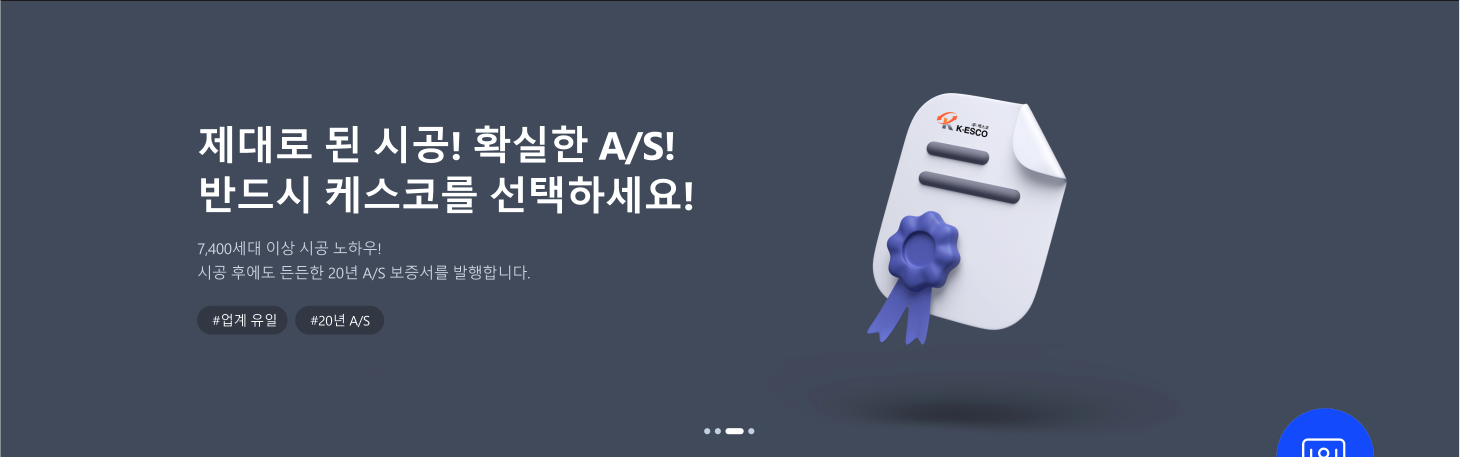 제대로 된 시공! 확실한 A/S!
반드시 케스코를 선택하세요!
7,400세대 이상 시공 노하우!
시공 후에도 든든한 20년 A/S 보증서를 발행합니다.
#업계 유일
#20년 A/S
K-ESCO